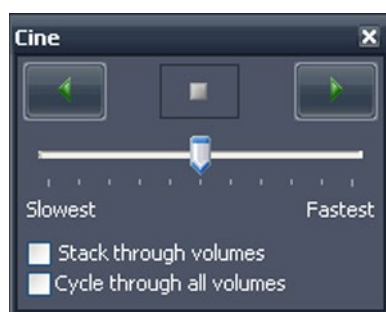 Cine
Slowest Fastest
Stack through volumes
Cycle through all volumes